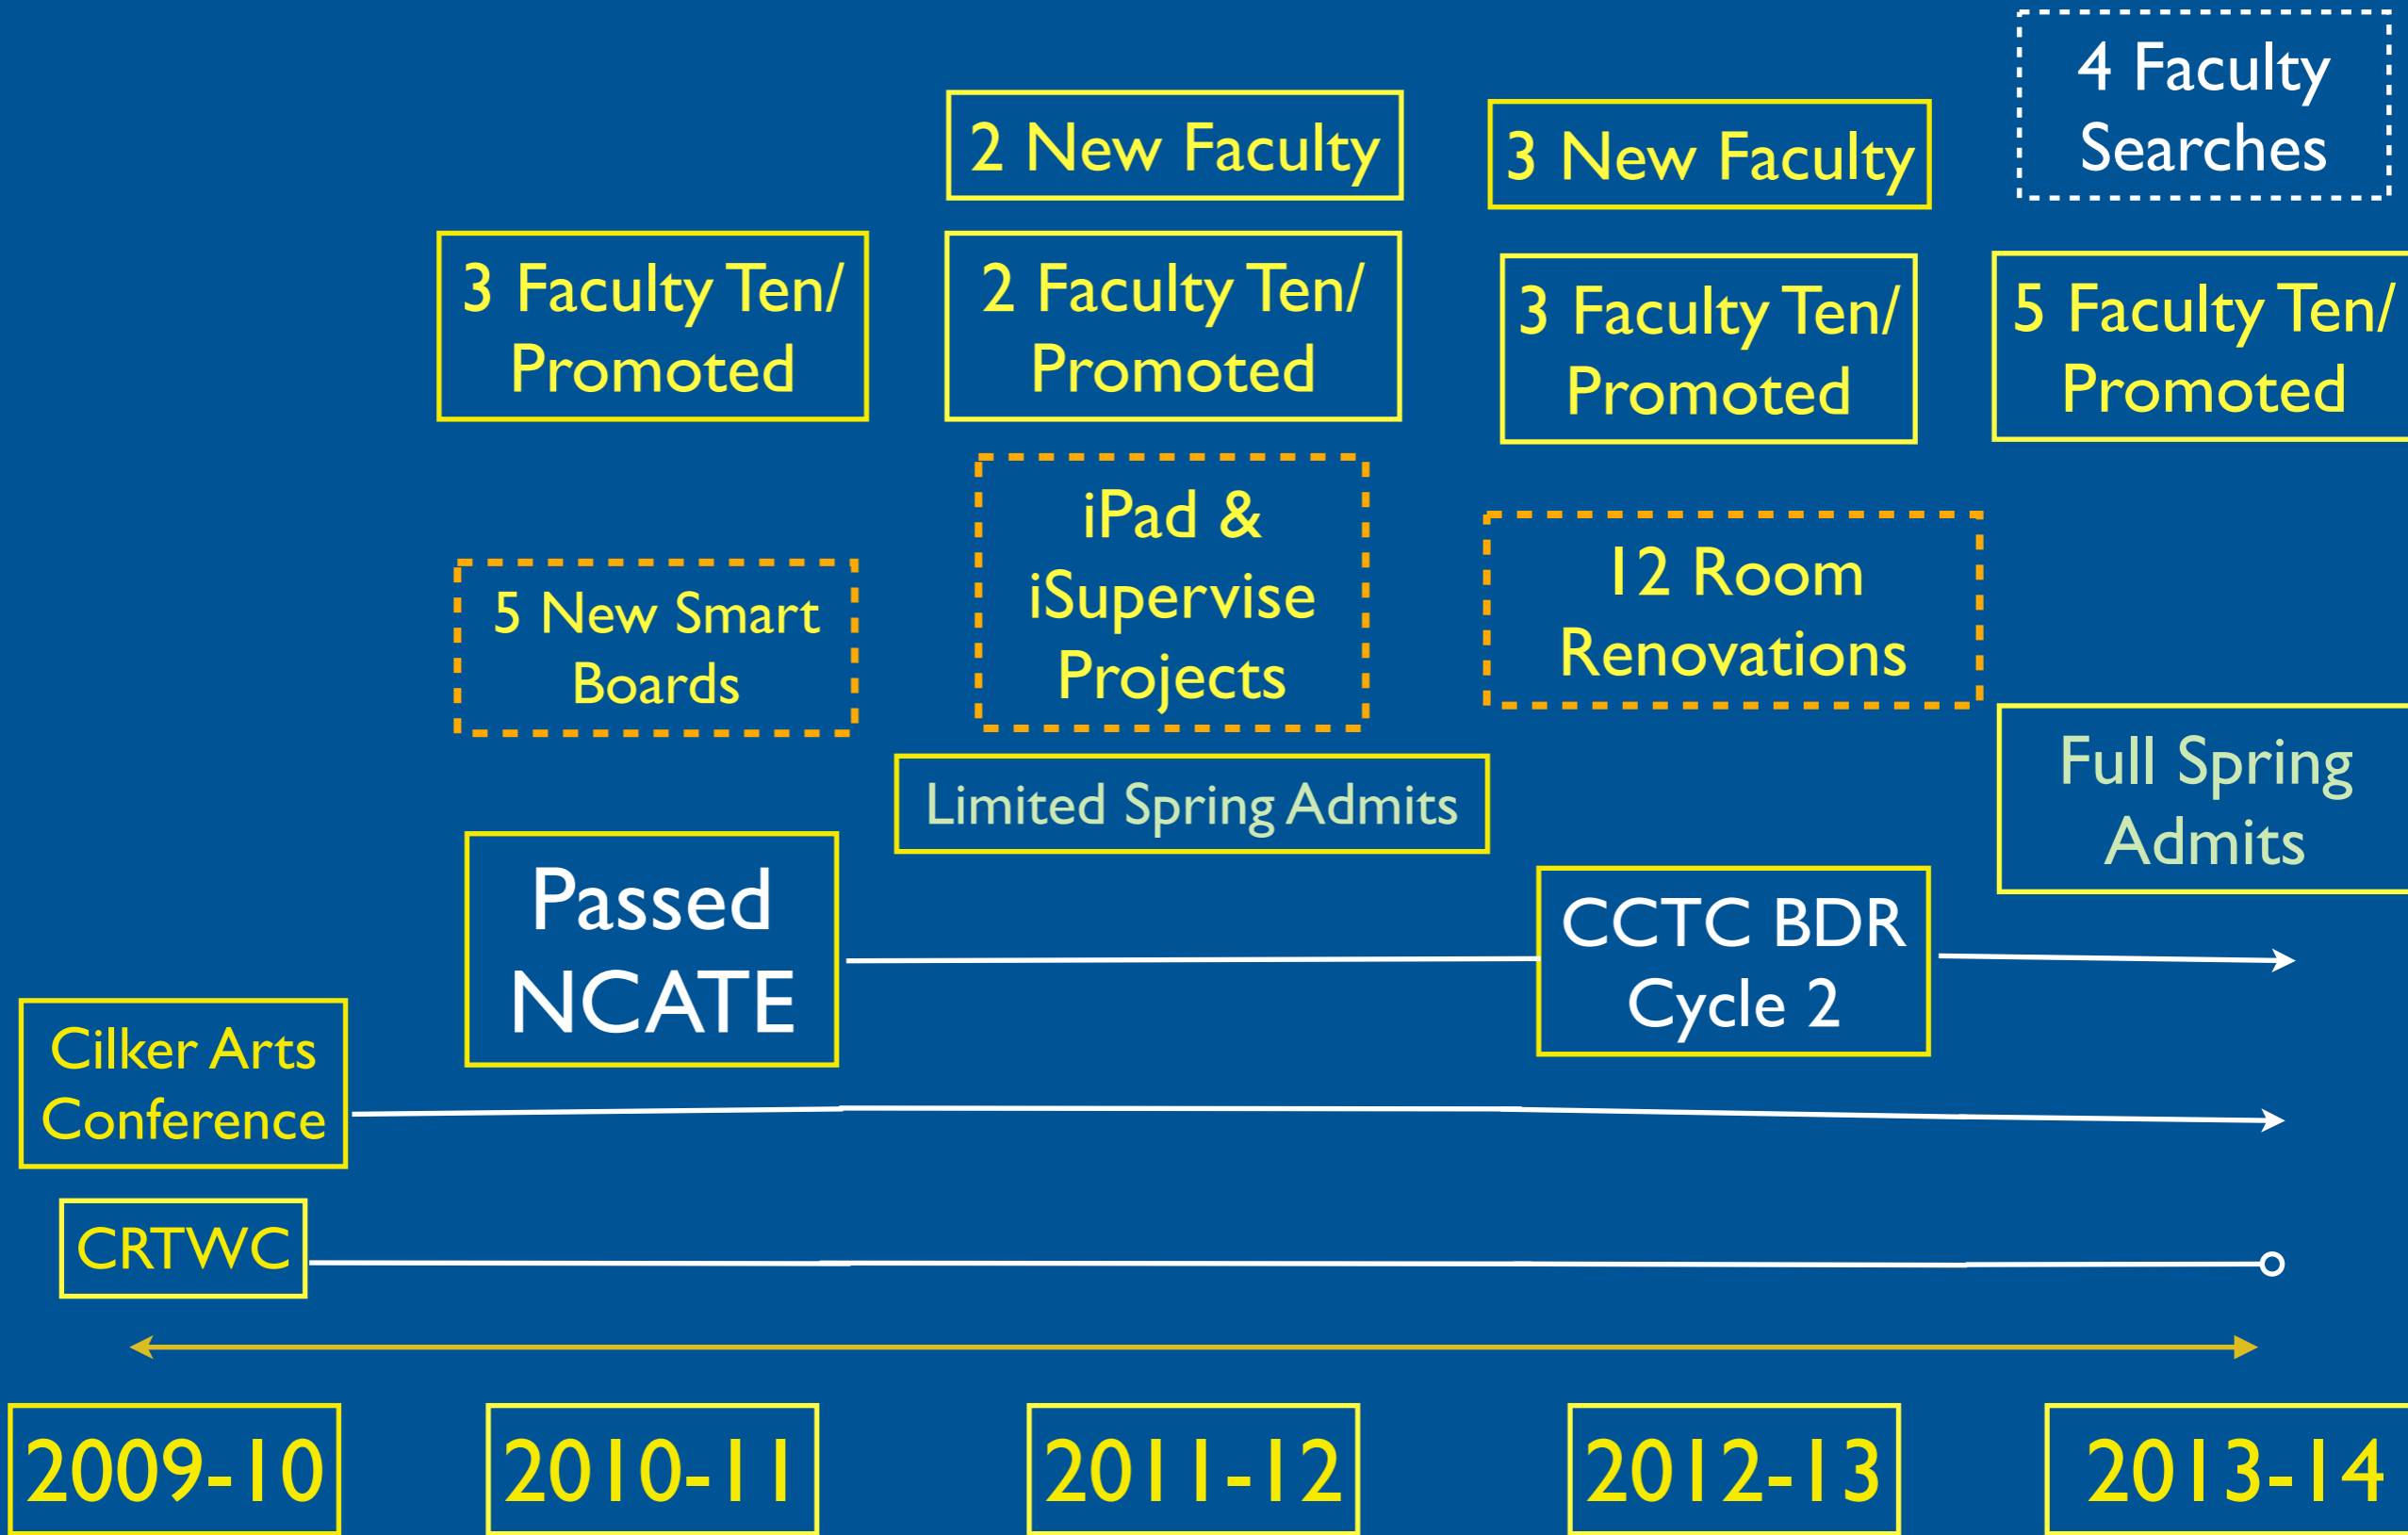 4 Faculty
Searches
2 New Faculty
3 New Faculty
3 Faculty Ten/
Promoted
2 Faculty Ten/
Promoted
3 Faculty Ten/
Promoted
5 Faculty Ten/
Promoted
iPad &
iSupervise
Projects
12 Room
Renovations
5 New Smart
Boards
Full Spring
Admits
Limited Spring Admits
Passed
NCATE
CCTC BDR
Cycle 2
Cilker Arts
Conference
CRTWC
2009-10
2010-11
2011-12
2012-13
2013-14